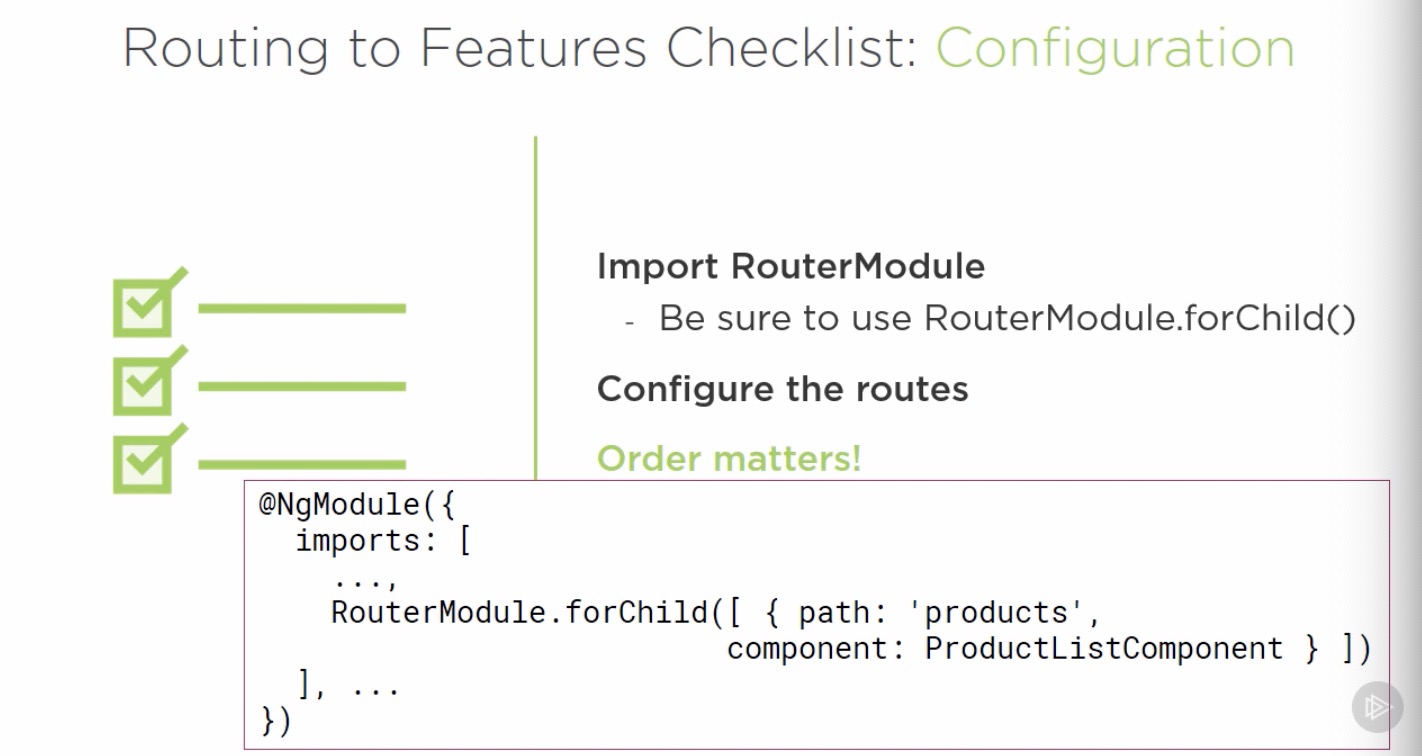 Routing to Features Checklist: Configuration
Import RouterModule
- Be sure to use RouterModule.forChild()
Configure the routes
Order matters!
@NgModule({
  imports: [
    ...,
    RouterModule.forChild([ { path: 'products',
                          component: ProductListComponent } ])
  ], ...
})